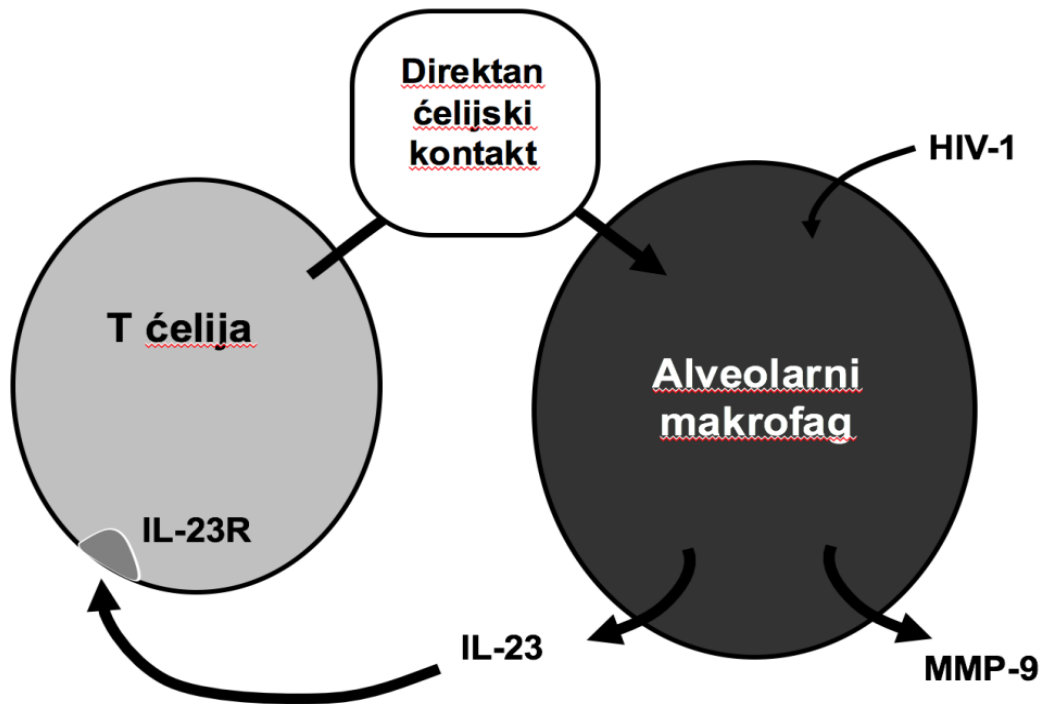 Direktan
ćelijski
kontakt
HIV-1
T ćelija
Alveolarni
makrofag
IL-23R
IL-23
MMP-9